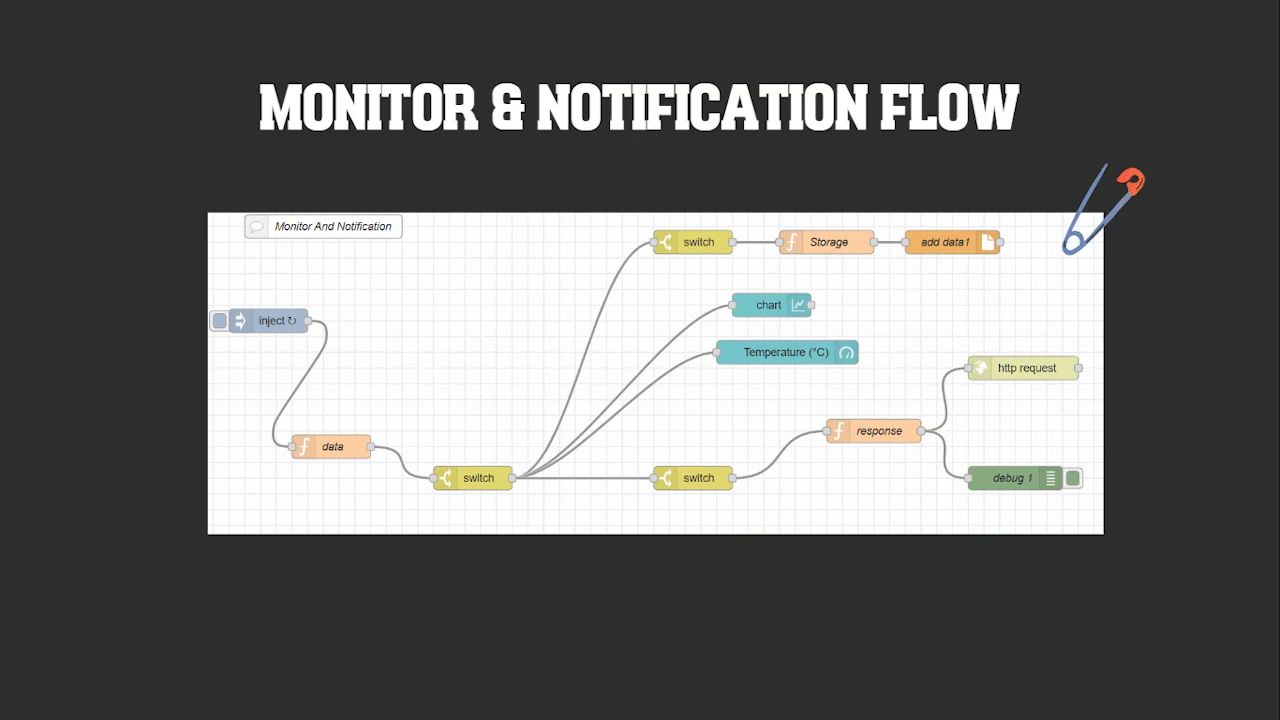 MONITOR & NOTIFICATION FLOW
Monitor And Notification
switch
Storage
add data1
chart
inject ↻
Temperature (°C)
http request
response
data
switch
switch
debug 1